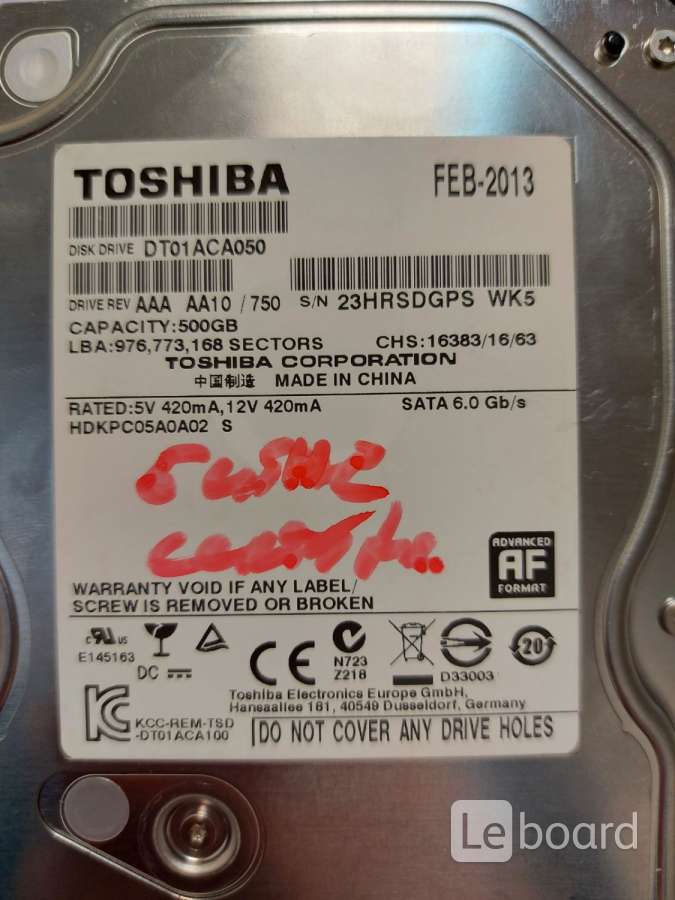 TOSHIBA
FEB-2013
DISK DRIVE DT01ACA050
DRIVE REV AAA AA10 / 750 S/N 23HRSDGPS WK5
CAPACITY:500GB
LBA:976,773,168 SECTORS CHS:16383/16/63
TOSHIBA CORPORATION
中国制造 MADE IN CHINA
RATED:5V 420mA,12V 420mA SATA 6.0 Gb/s
HDKPC05A0A02 S
ADVANCED
AF
FORMAT
WARRANTY VOID IF ANY LABEL/
SCREW IS REMOVED OR BROKEN
c UL US
E145163
DC
CE
N723
Z218
D33003
20
Toshiba Electronics Europe GmbH,
Hansaallee 181, 40549 Dusseldorf, Germany
KCC-REM-TSD
-DT01ACA100
DO NOT COVER ANY DRIVE HOLES
Leboard